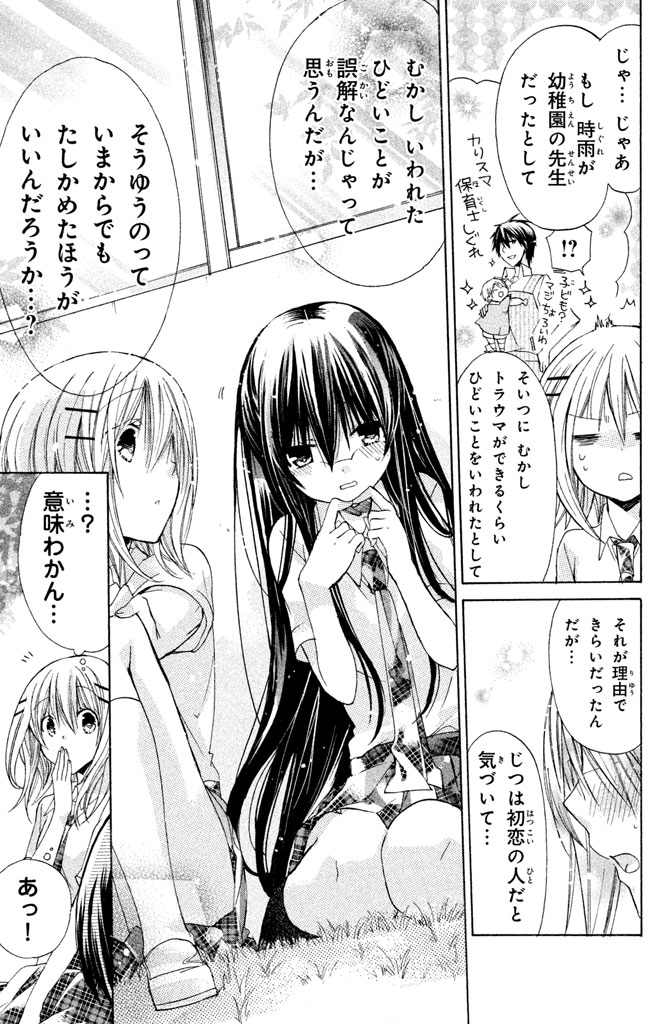 じゃ… じゃあ
もし 時雨が
幼稚園の先生
だったとして
カリスマ
保育士
しぐれ
!?
子ども?
マジちょろいわ
そいつに むかし
トラウマができるくらい
ひどいことをいわれたとして
それが理由で
きらいだったん
だが…
じつは初恋の人だと
気づいて…
むかし いわれた
ひどいことが
誤解なんじゃって
思うんだが…
そうゆうのって
いまからでも
たしかめたほうが
いいんだろうか…?
…?
意味わかん…
あっ!